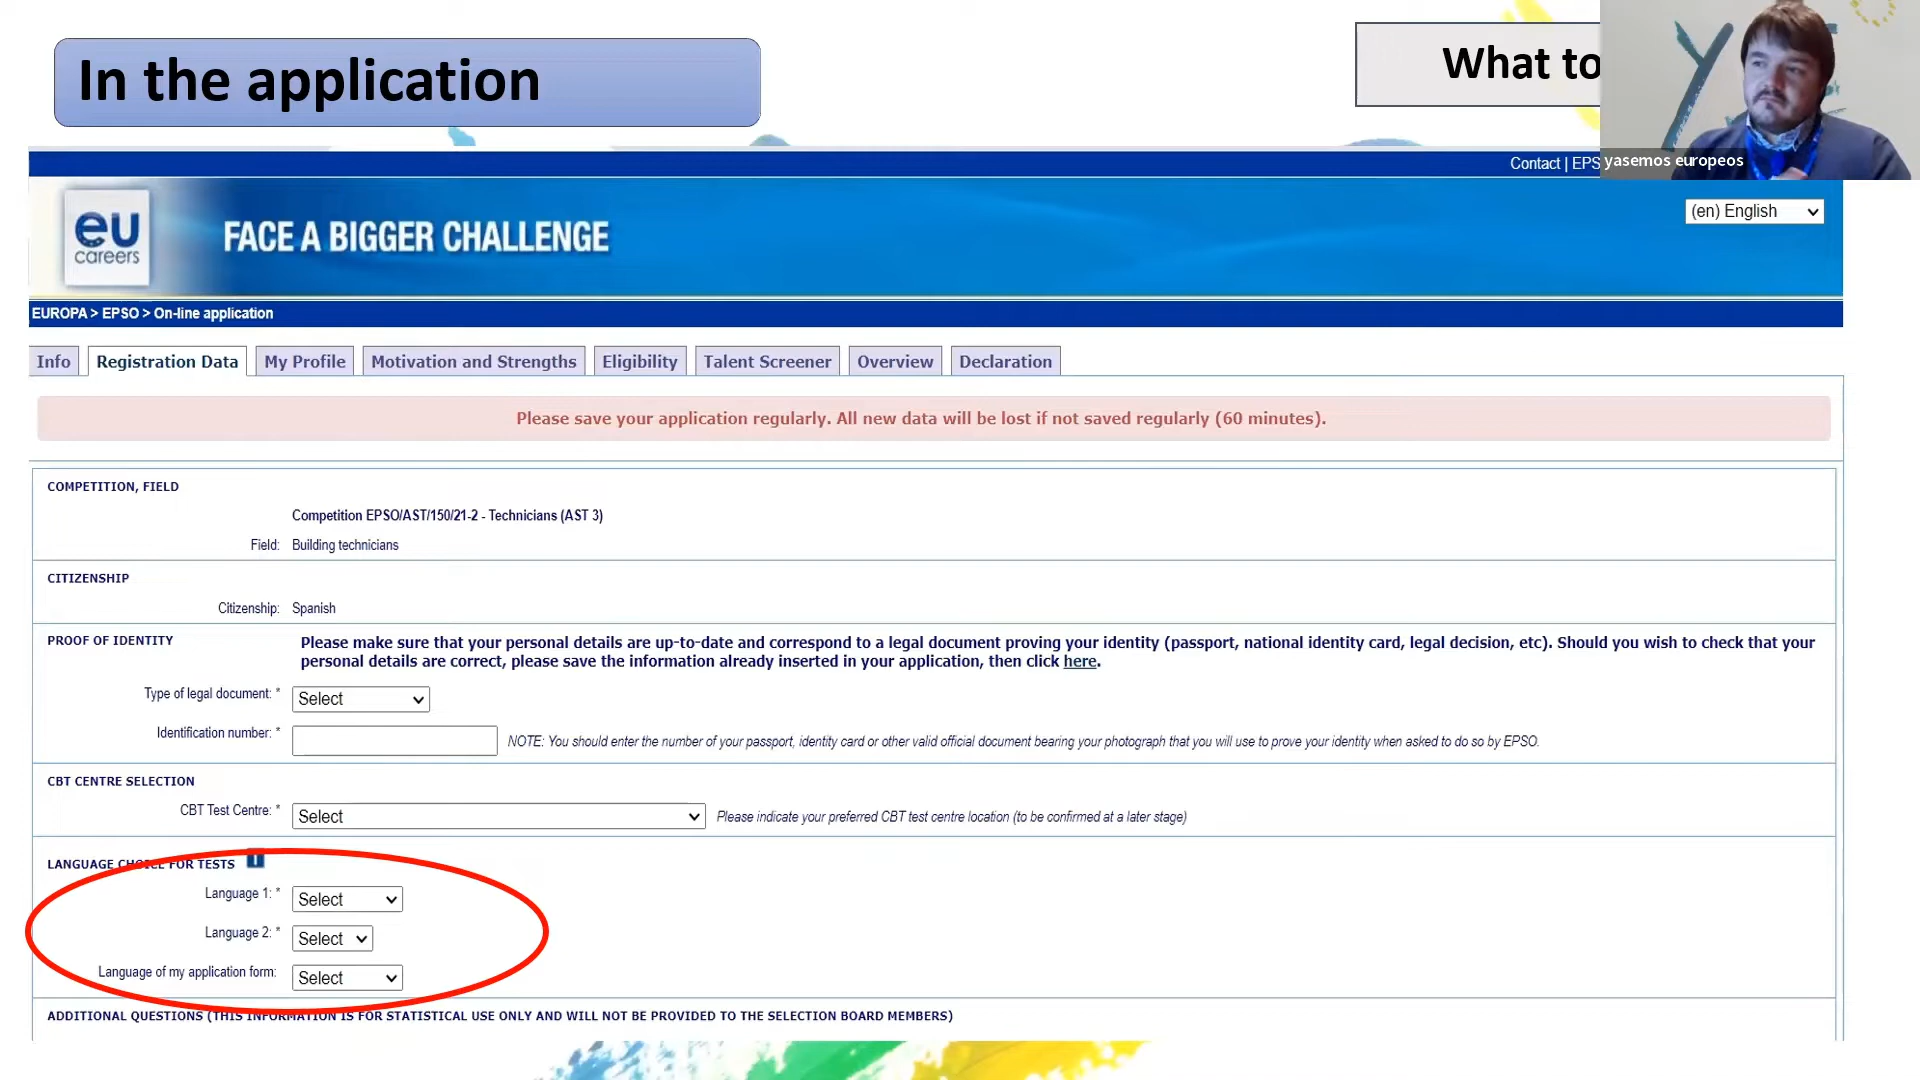 In the application
What to
yasemos europeos
Contact | EPS
eu
careers
FACE A BIGGER CHALLENGE
(en) English
EUROPA > EPSO > On-line application
Info
Registration Data
My Profile
Motivation and Strengths
Eligibility
Talent Screener
Overview
Declaration
Please save your application regularly. All new data will be lost if not saved regularly (60 minutes).
COMPETITION, FIELD
Competition EPSO/AST/150/21-2 - Technicians (AST 3)
Field: Building technicians
CITIZENSHIP
Citizenship: Spanish
PROOF OF IDENTITY
Please make sure that your personal details are up-to-date and correspond to a legal document proving your identity (passport, national identity card, legal decision, etc). Should you wish to check that your
personal details are correct, please save the information already inserted in your application, then click here.
Type of legal document: * Select
Identification number: * NOTE: You should enter the number of your passport, identity card or other valid official document bearing your photograph that you will use to prove your identity when asked to do so by EPSO.
CBT CENTRE SELECTION
CBT Test Centre: * Select Please indicate your preferred CBT test centre location (to be confirmed at a later stage)
LANGUAGE CHOICE FOR TESTS i
Language 1: * Select
Language 2: * Select
Language of my application form: Select
ADDITIONAL QUESTIONS (THIS INFORMATION IS FOR STATISTICAL USE ONLY AND WILL NOT BE PROVIDED TO THE SELECTION BOARD MEMBERS)